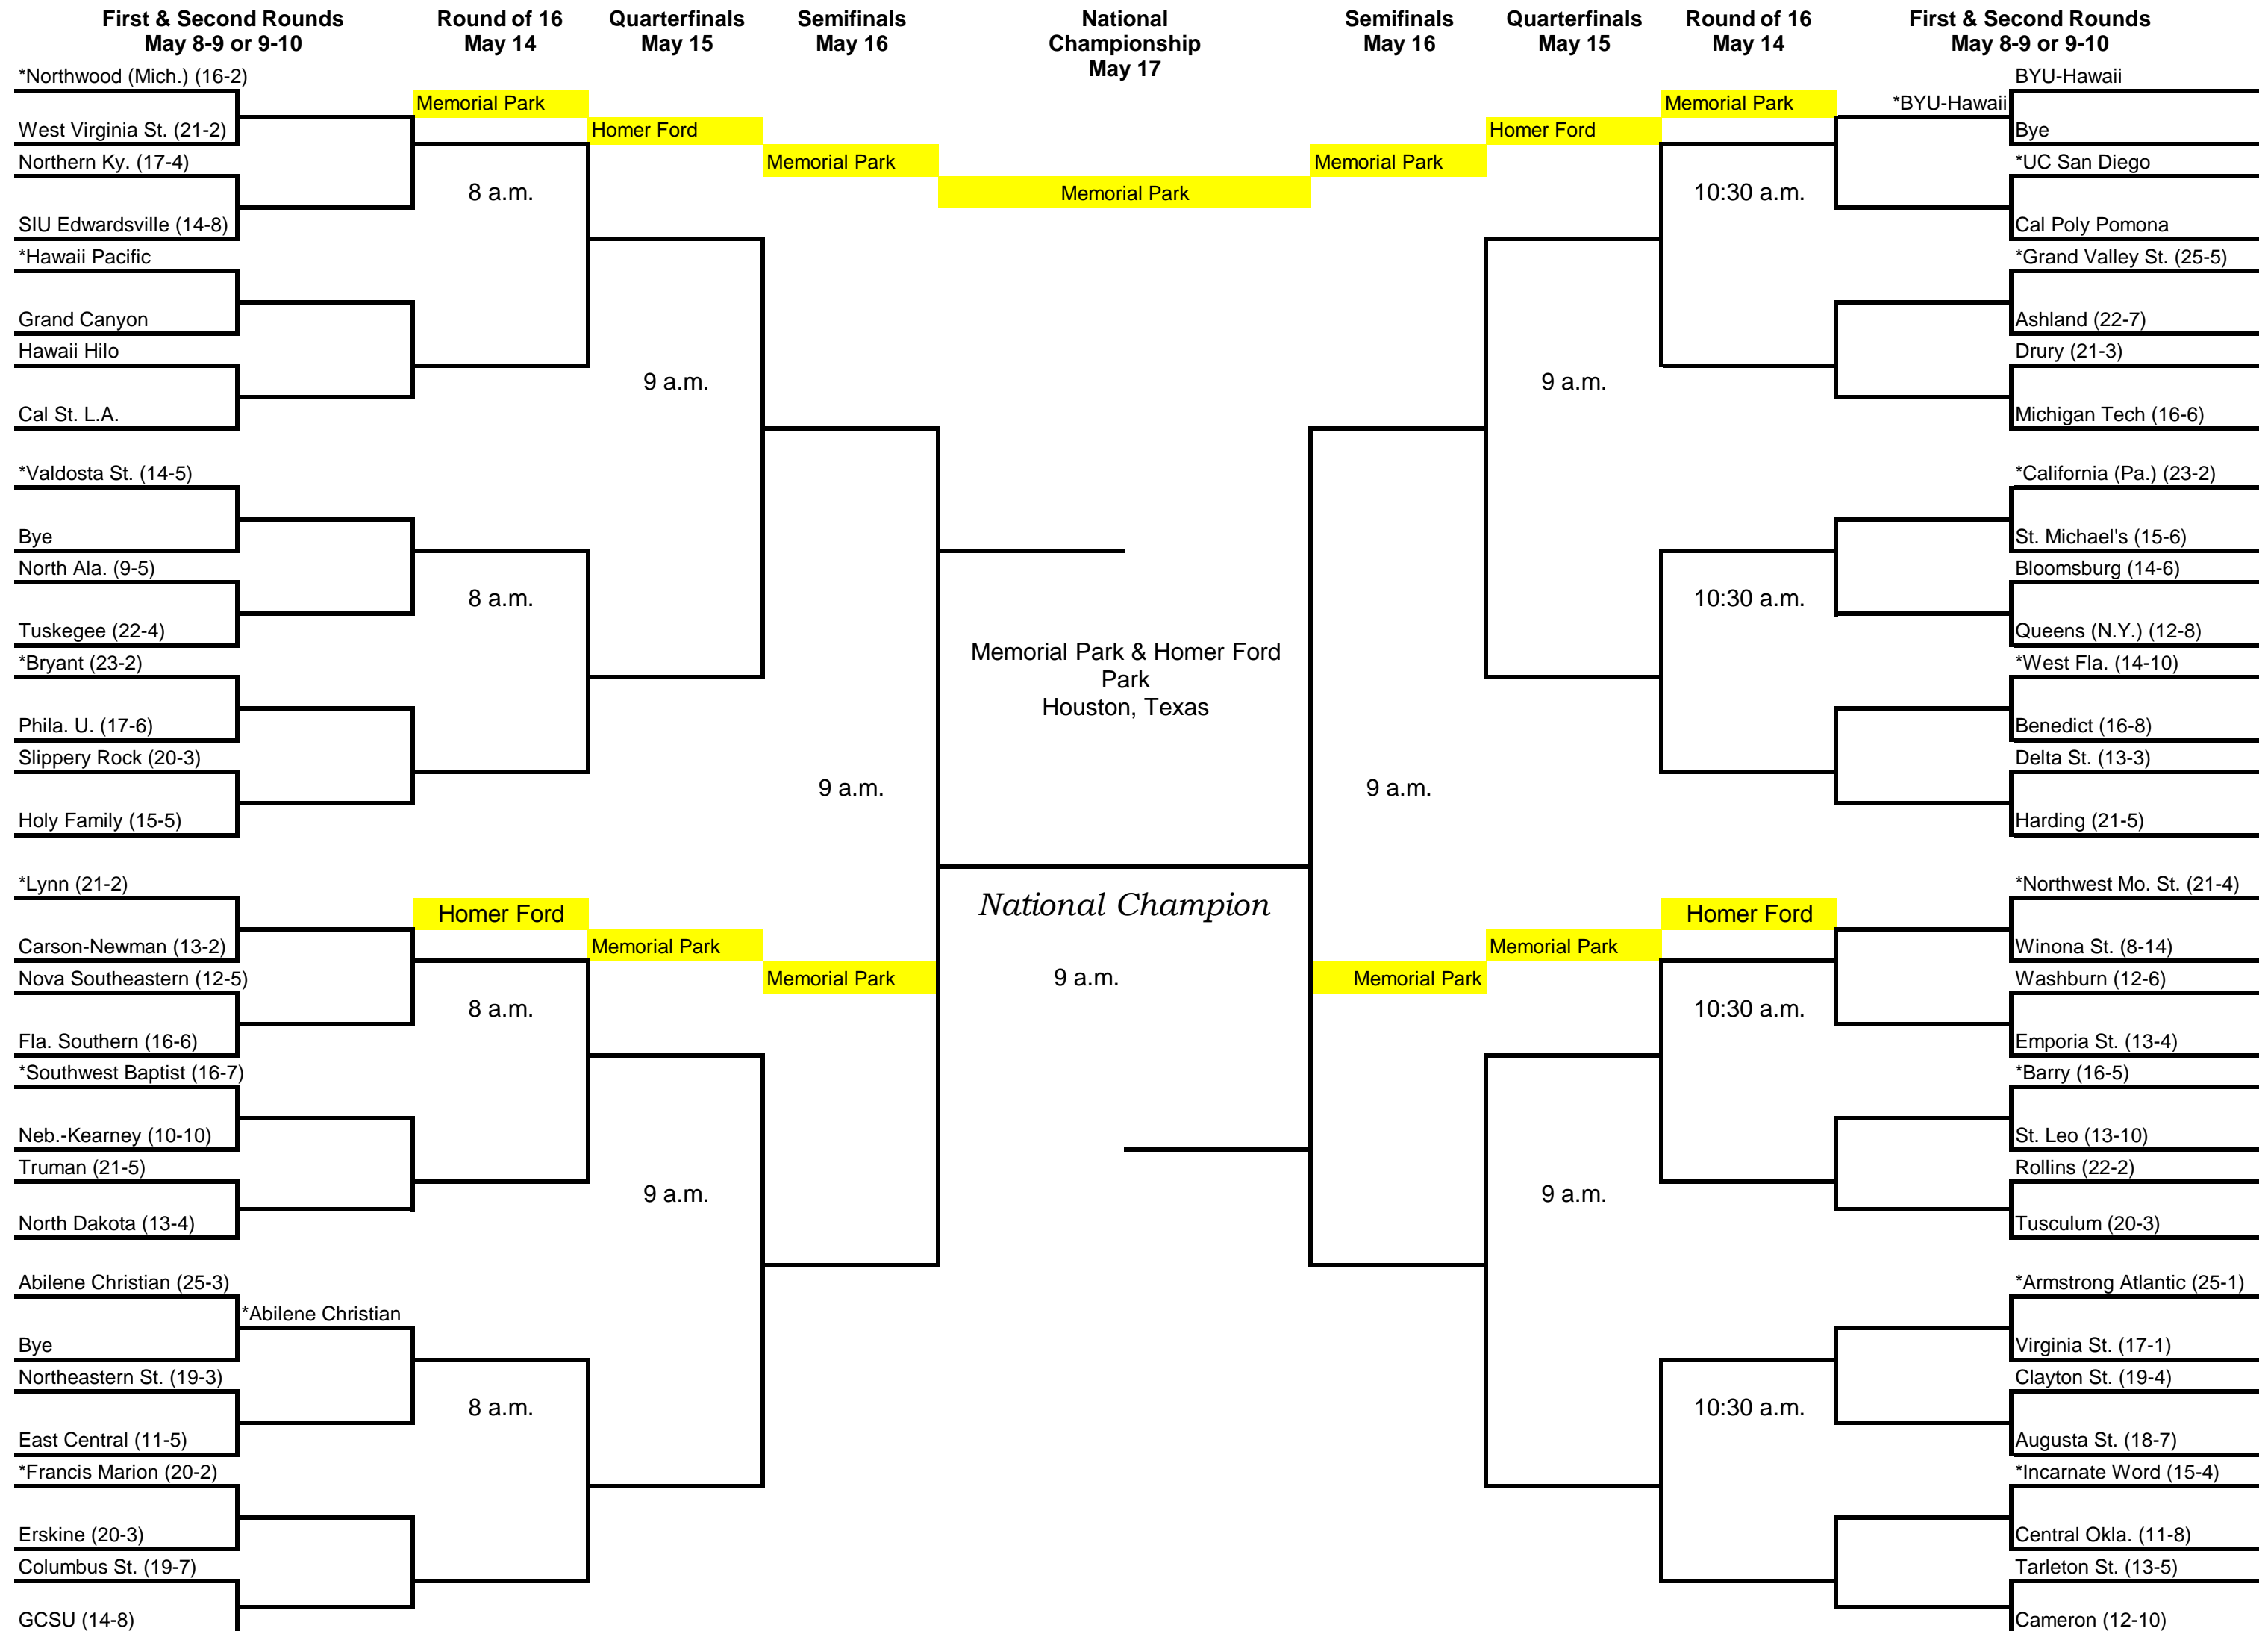 First & Second Rounds
May 8-9 or 9-10
Round of 16
May 14
Quarterfinals
May 15
Semifinals
May 16
National
Championship
May 17
Semifinals
May 16
Quarterfinals
May 15
Round of 16
May 14
First & Second Rounds
May 8-9 or 9-10
*Northwood (Mich.) (16-2)
West Virginia St. (21-2)
Northern Ky. (17-4)
SIU Edwardsville (14-8)
*Hawaii Pacific
Grand Canyon
Hawaii Hilo
Cal St. L.A.
*Valdosta St. (14-5)
Bye
North Ala. (9-5)
Tuskegee (22-4)
*Bryant (23-2)
Phila. U. (17-6)
Slippery Rock (20-3)
Holy Family (15-5)
*Lynn (21-2)
Carson-Newman (13-2)
Nova Southeastern (12-5)
Fla. Southern (16-6)
*Southwest Baptist (16-7)
Neb.-Kearney (10-10)
Truman (21-5)
North Dakota (13-4)
Abilene Christian (25-3)
*Abilene Christian
Bye
Northeastern St. (19-3)
East Central (11-5)
*Francis Marion (20-2)
Erskine (20-3)
Columbus St. (19-7)
GCSU (14-8)
Memorial Park
8 a.m.
8 a.m.
Homer Ford
8 a.m.
8 a.m.
Homer Ford
9 a.m.
Memorial Park
9 a.m.
Memorial Park
9 a.m.
Memorial Park
Memorial Park
Memorial Park & Homer Ford
Park
Houston, Texas
National Champion
9 a.m.
Memorial Park
9 a.m.
Memorial Park
Homer Ford
9 a.m.
Memorial Park
9 a.m.
Memorial Park
10:30 a.m.
10:30 a.m.
Homer Ford
10:30 a.m.
10:30 a.m.
BYU-Hawaii
*BYU-Hawaii
Bye
*UC San Diego
Cal Poly Pomona
*Grand Valley St. (25-5)
Ashland (22-7)
Drury (21-3)
Michigan Tech (16-6)
*California (Pa.) (23-2)
St. Michael's (15-6)
Bloomsburg (14-6)
Queens (N.Y.) (12-8)
*West Fla. (14-10)
Benedict (16-8)
Delta St. (13-3)
Harding (21-5)
*Northwest Mo. St. (21-4)
Winona St. (8-14)
Washburn (12-6)
Emporia St. (13-4)
*Barry (16-5)
St. Leo (13-10)
Rollins (22-2)
Tusculum (20-3)
*Armstrong Atlantic (25-1)
Virginia St. (17-1)
Clayton St. (19-4)
Augusta St. (18-7)
*Incarnate Word (15-4)
Central Okla. (11-8)
Tarleton St. (13-5)
Cameron (12-10)